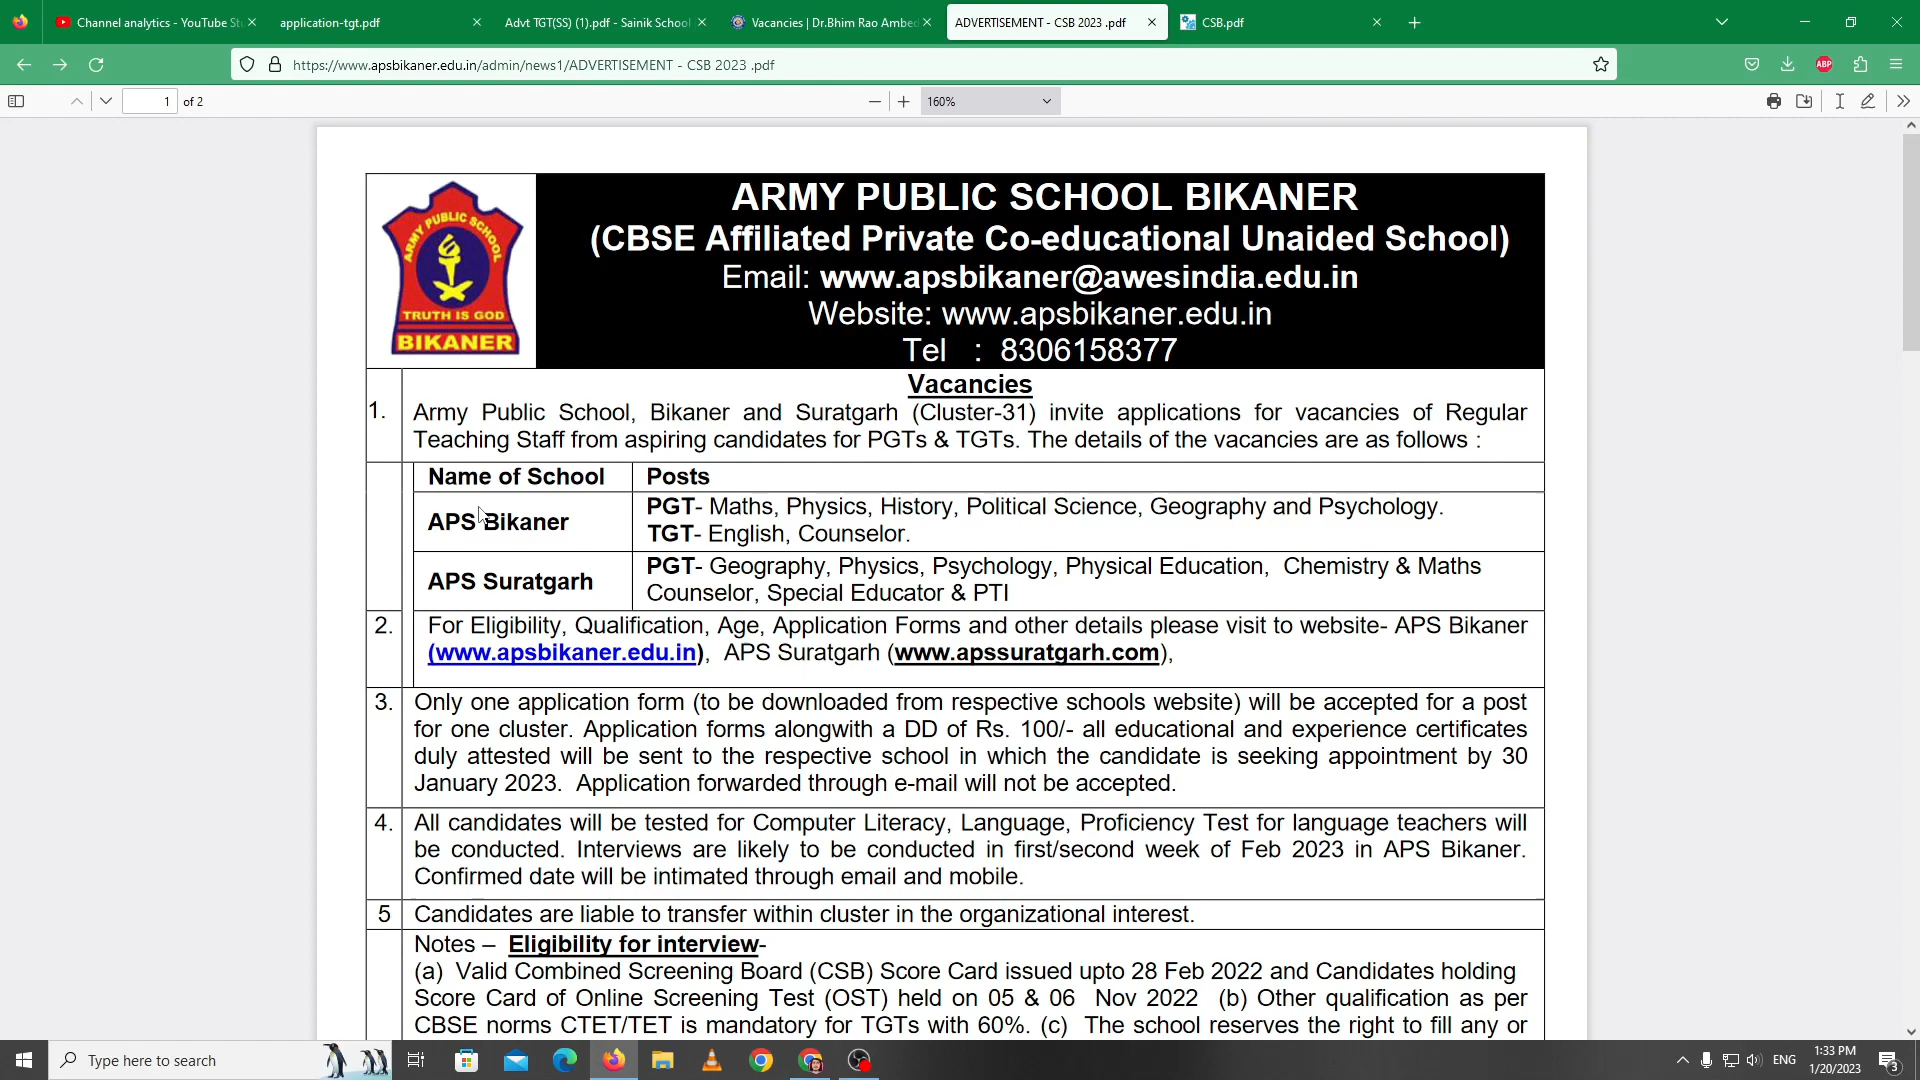 Channel analytics - YouTube St
application-tgt.pdf
Advt TGT(SS) (1).pdf - Sainik School
Vacancies | Dr.Bhim Rao Ambed
ADVERTISEMENT - CSB 2023 .pdf
CSB.pdf
https://www.apsbikaner.edu.in/admin/news1/ADVERTISEMENT - CSB 2023 .pdf
ABP
1 of 2
160%
ARMY PUBLIC SCHOOL
TRUTH IS GOD
BIKANER
ARMY PUBLIC SCHOOL BIKANER
(CBSE Affiliated Private Co-educational Unaided School)
Email: www.apsbikaner@awesindia.edu.in
Website: www.apsbikaner.edu.in
Tel : 8306158377
Vacancies
1. Army Public School, Bikaner and Suratgarh (Cluster-31) invite applications for vacancies of Regular
Teaching Staff from aspiring candidates for PGTs & TGTs. The details of the vacancies are as follows :
Name of School Posts
APS Bikaner
PGT- Maths, Physics, History, Political Science, Geography and Psychology.
TGT- English, Counselor.
APS Suratgarh
PGT- Geography, Physics, Psychology, Physical Education, Chemistry & Maths
Counselor, Special Educator & PTI
2. For Eligibility, Qualification, Age, Application Forms and other details please visit to website- APS Bikaner
(www.apsbikaner.edu.in), APS Suratgarh (www.apssuratgarh.com),
3. Only one application form (to be downloaded from respective schools website) will be accepted for a post
for one cluster. Application forms alongwith a DD of Rs. 100/- all educational and experience certificates
duly attested will be sent to the respective school in which the candidate is seeking appointment by 30
January 2023. Application forwarded through e-mail will not be accepted.
4. All candidates will be tested for Computer Literacy, Language, Proficiency Test for language teachers will
be conducted. Interviews are likely to be conducted in first/second week of Feb 2023 in APS Bikaner.
Confirmed date will be intimated through email and mobile.
5 Candidates are liable to transfer within cluster in the organizational interest.
Notes – Eligibility for interview-
(a) Valid Combined Screening Board (CSB) Score Card issued upto 28 Feb 2022 and Candidates holding
Score Card of Online Screening Test (OST) held on 05 & 06 Nov 2022 (b) Other qualification as per
CBSE norms CTET/TET is mandatory for TGTs with 60%. (c) The school reserves the right to fill any or
Type here to search
ENG
1:33 PM
1/20/2023
3